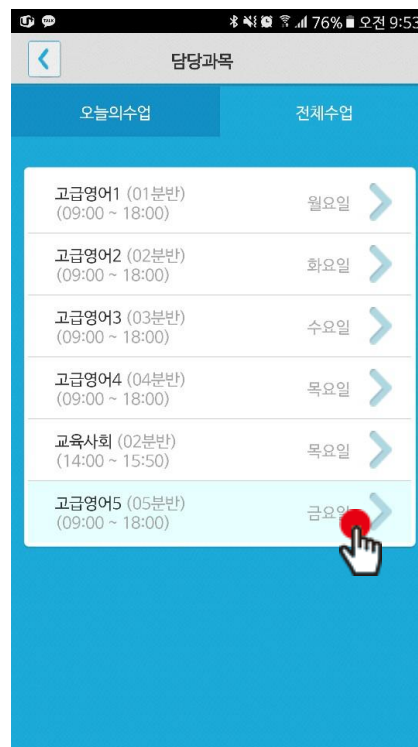 76% 오전 9:53
담당과목
오늘의수업 전체수업
고급영어1 (01분반)
(09:00 ~ 18:00)
월요일
고급영어2 (02분반)
(09:00 ~ 18:00)
화요일
고급영어3 (03분반)
(09:00 ~ 18:00)
수요일
고급영어4 (04분반)
(09:00 ~ 18:00)
목요일
교육사회 (02분반)
(14:00 ~ 15:50)
목요일
고급영어5 (05분반)
(09:00 ~ 18:00)
금요일